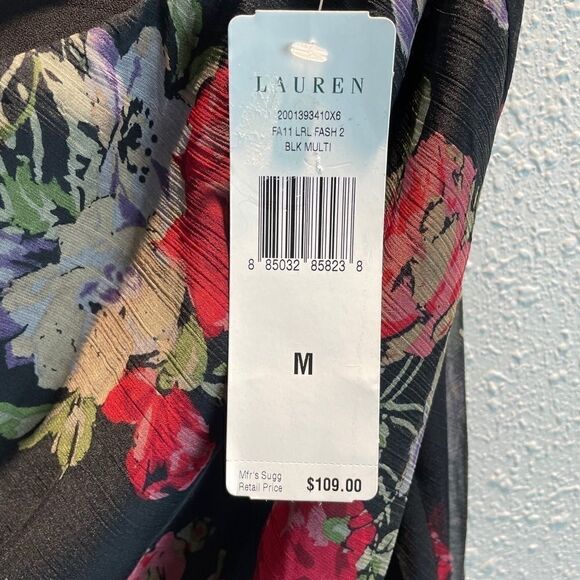 LAUREN
2001393410X6
FA11 LRL FASH 2
BLK MULTI
8 85032 85823 8
M
Mfr's Sugg
Retail Price $109.00